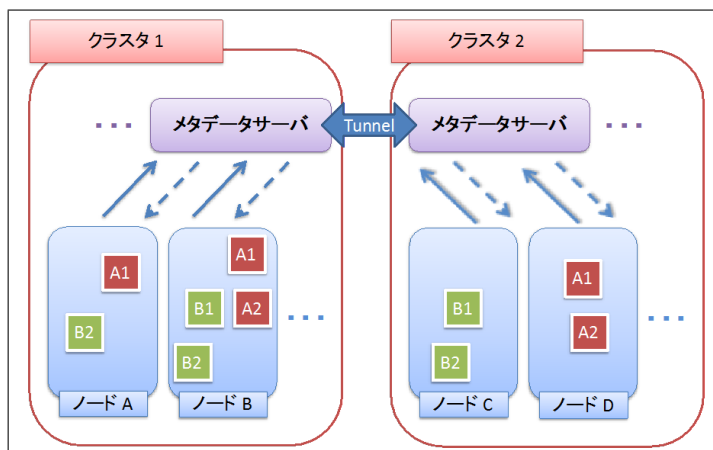 クラスタ 1
クラスタ 2
・・・
メタデータサーバ
Tunnel
メタデータサーバ
・・・
A1
B2
A1
B1
A2
B2
・・・
B1
B2
A1
A2
・・・
ノード A
ノード B
ノード C
ノード D